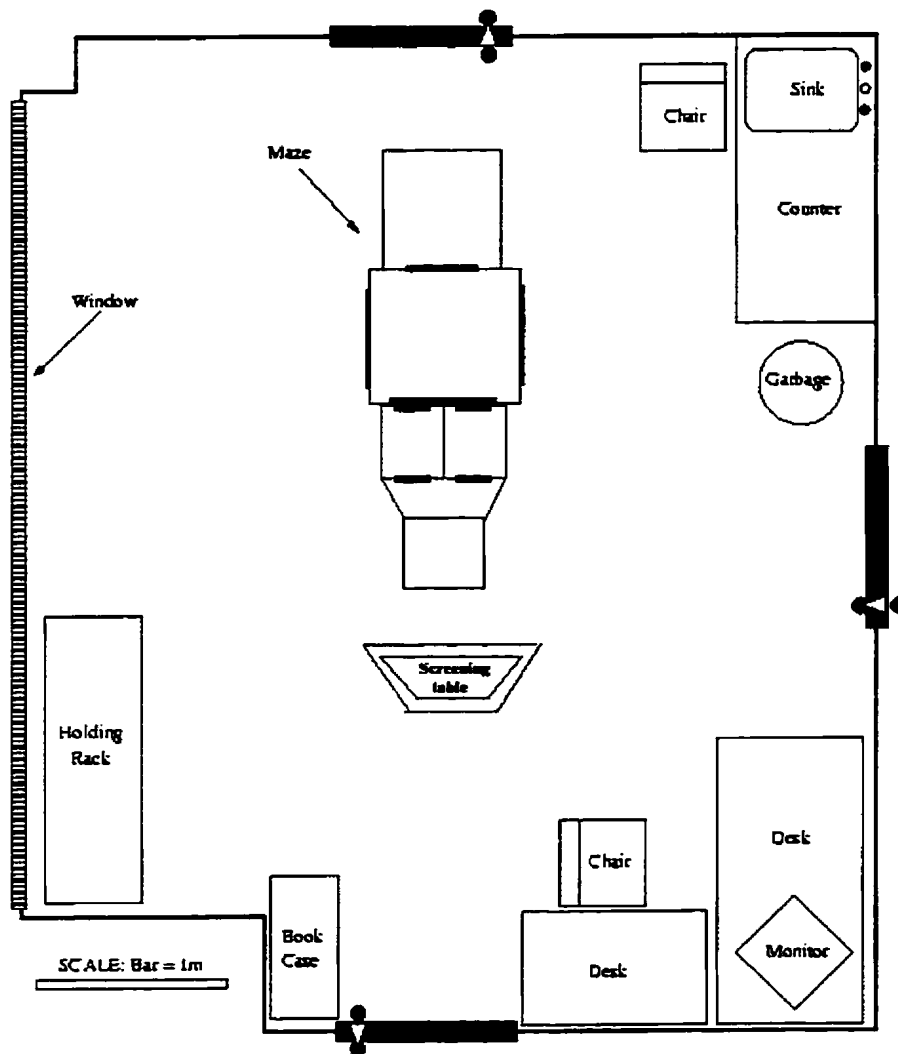 Sink
Chair
Maze
Counter
Window
Garbage
Screening
table
Holding
Rack
Desk
Chair
Book
Case
Monitor
Desk
SCALE: Bar = 1m